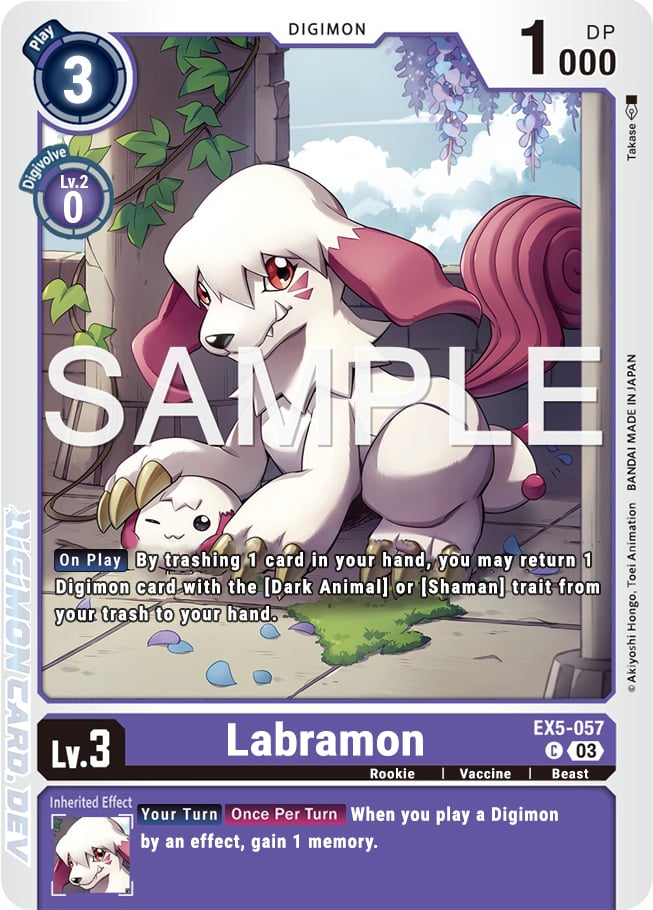 DIGIMON
Play
3
DP
1000
Digivolve
Lv.2
0
Takase
SAMPLE
On Play By trashing 1 card in your hand, you may return 1
Digimon card with the [Dark Animal] or [Shaman] trait from
your trash to your hand.
© Akiyoshi Hongo, Toei Animation BANDAI MADE IN JAPAN
DIGIMONCARD.DEV
Lv.3
Labramon
EX5-057
C 03
Rookie | Vaccine | Beast
Inherited Effect
Your Turn Once Per Turn When you play a Digimon
by an effect, gain 1 memory.